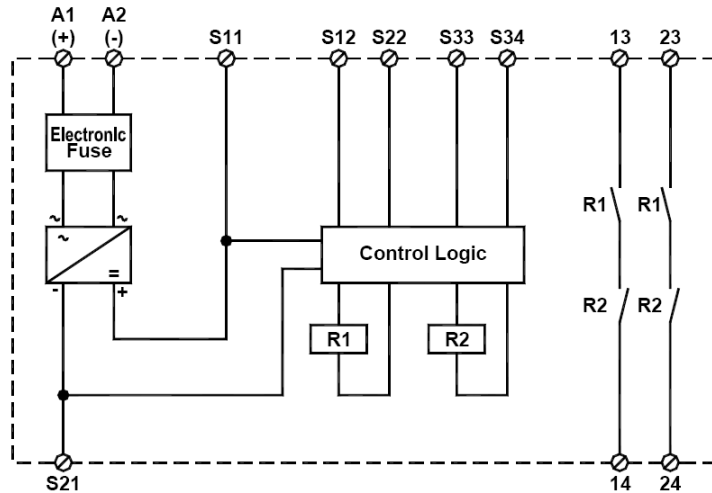 A1 A2
(+) (-) S11 S12 S22 S33 S34 13 23
Electronic
Fuse
~ ~
~
=
- +
Control Logic
R1 R1
R1 R2
R2 R2
S21 14 24